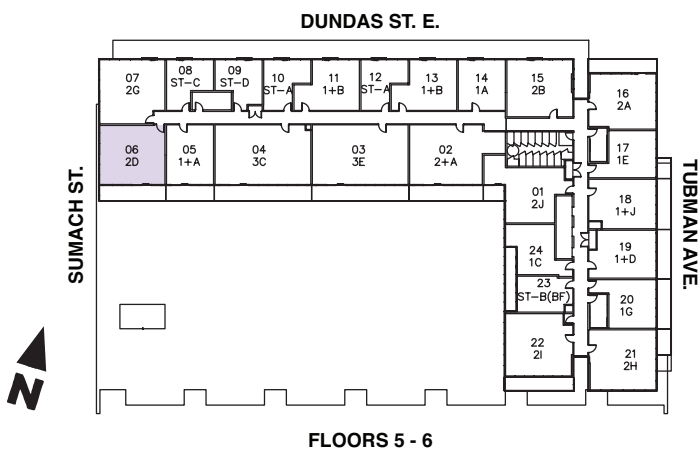 DUNDAS ST. E.
07
2G
08
ST-C
09
ST-D
10
ST-A
11
1+B
12
ST-A
13
1+B
14
1A
15
2B
16
2A
06
2D
05
1+A
04
3C
03
3E
02
2+A
17
1E
01
2J
18
1+J
24
1C
19
1+D
23
ST-B(BF)
20
1G
22
2I
21
2H
SUMACH ST.
TUBMAN AVE.
N
FLOORS 5 - 6